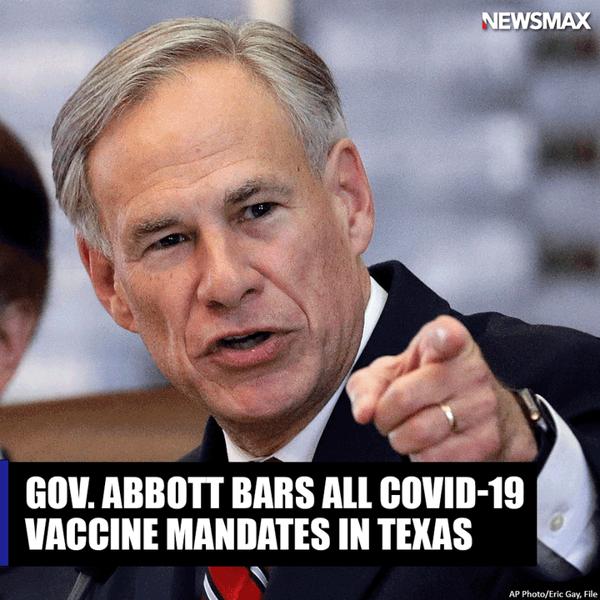 NEWSMAX
GOV. ABBOTT BARS ALL COVID-19
VACCINE MANDATES IN TEXAS
AP Photo/Eric Gay, File